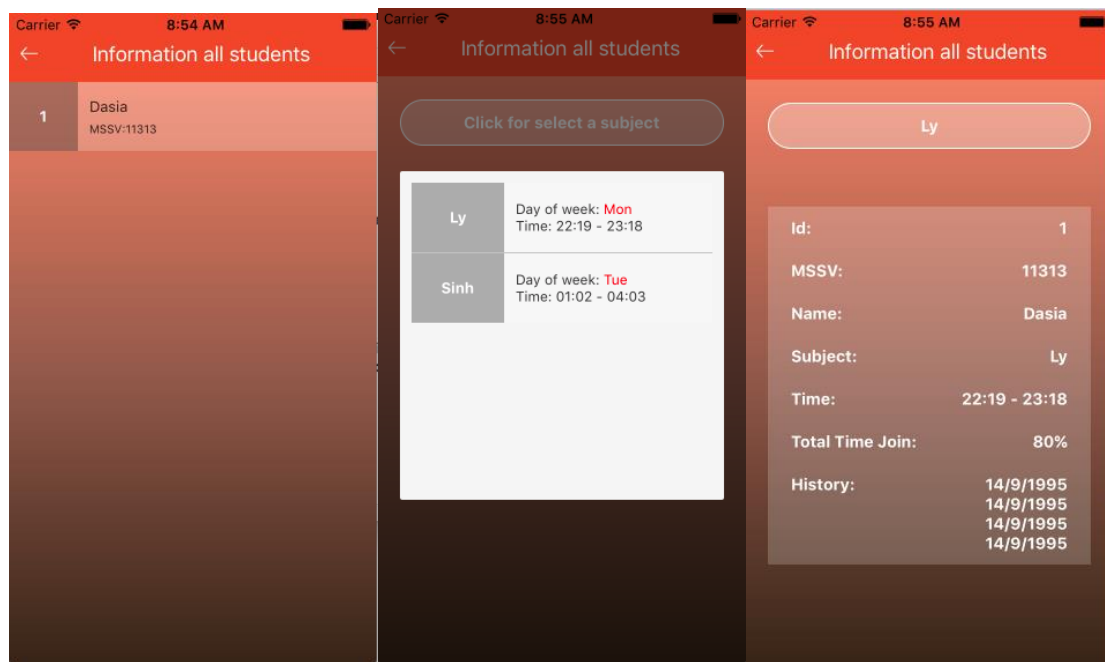 Carrier 8:54 AM
← Information all students
1
Dasia
MSSV:11313
Carrier 8:55 AM
← Information all students
Click for select a subject
Ly
Day of week: Mon
Time: 22:19 - 23:18
Sinh
Day of week: Tue
Time: 01:02 - 04:03
Carrier 8:55 AM
← Information all students
Ly
Id: 1
MSSV: 11313
Name: Dasia
Subject: Ly
Time: 22:19 - 23:18
Total Time Join: 80%
History: 14/9/1995
14/9/1995
14/9/1995
14/9/1995